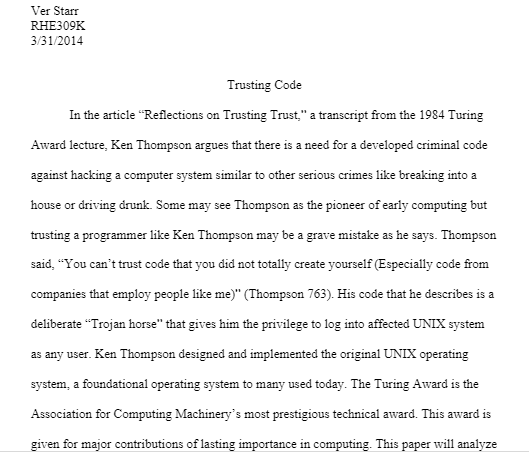 Ver Starr
RHE309K
3/31/2014
Trusting Code
In the article “Reflections on Trusting Trust,” a transcript from the 1984 Turing
Award lecture, Ken Thompson argues that there is a need for a developed criminal code
against hacking a computer system similar to other serious crimes like breaking into a
house or driving drunk. Some may see Thompson as the pioneer of early computing but
trusting a programmer like Ken Thompson may be a grave mistake as he says. Thompson
said, “You can’t trust code that you did not totally create yourself (Especially code from
companies that employ people like me)” (Thompson 763). His code that he describes is a
deliberate “Trojan horse” that gives him the privilege to log into affected UNIX system
as any user. Ken Thompson designed and implemented the original UNIX operating
system, a foundational operating system to many used today. The Turing Award is the
Association for Computing Machinery’s most prestigious technical award. This award is
given for major contributions of lasting importance in computing. This paper will analyze